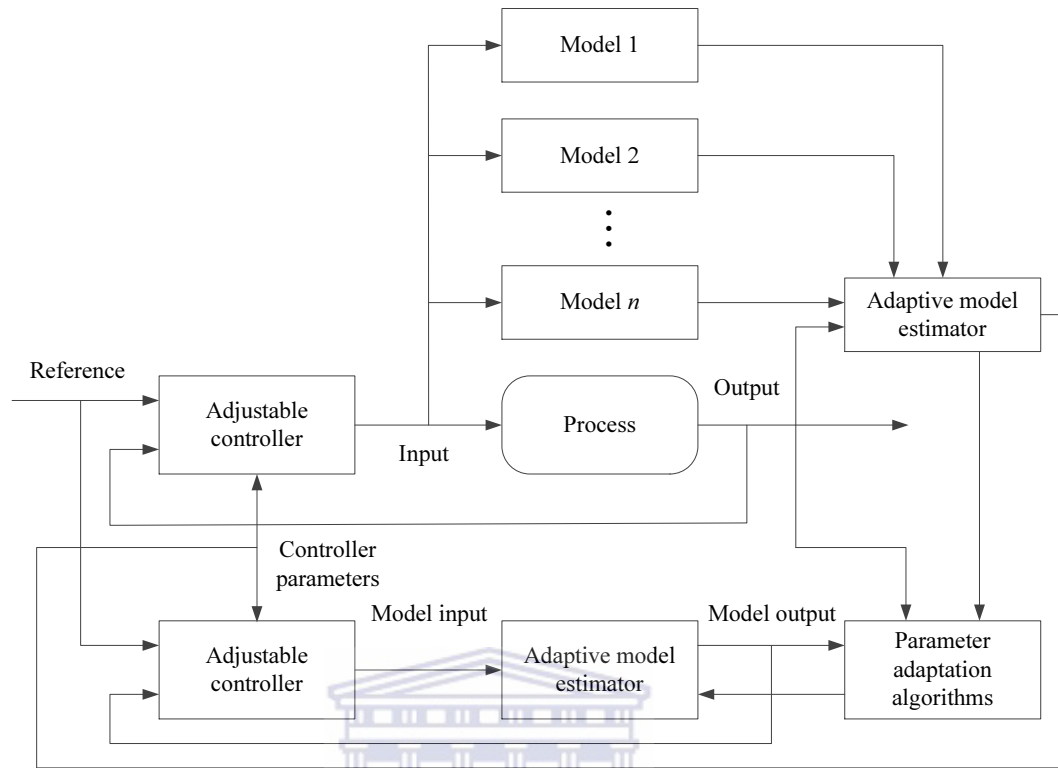 Model 1
Model 2
Model n
Adaptive model
estimator
Reference
Adjustable
controller
Input
Process
Output
Controller
parameters
Model input
Model output
Adjustable
controller
Adaptive model
estimator
Parameter
adaptation
algorithms